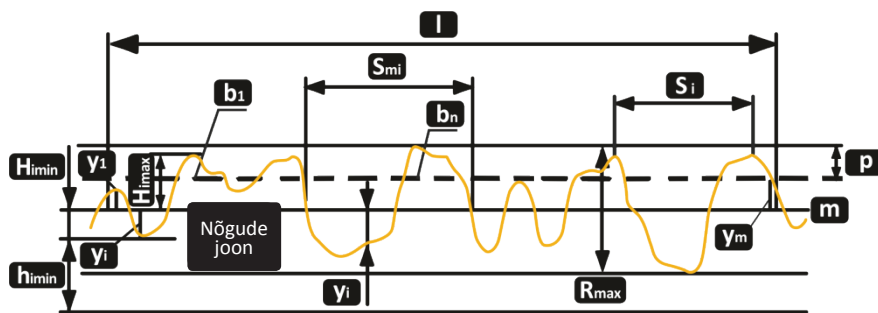 l
Smi
Si
b1
bn
Himin
y1
Himax
p
m
Nõgude
joon
yi
ym
himin
yi
Rmax